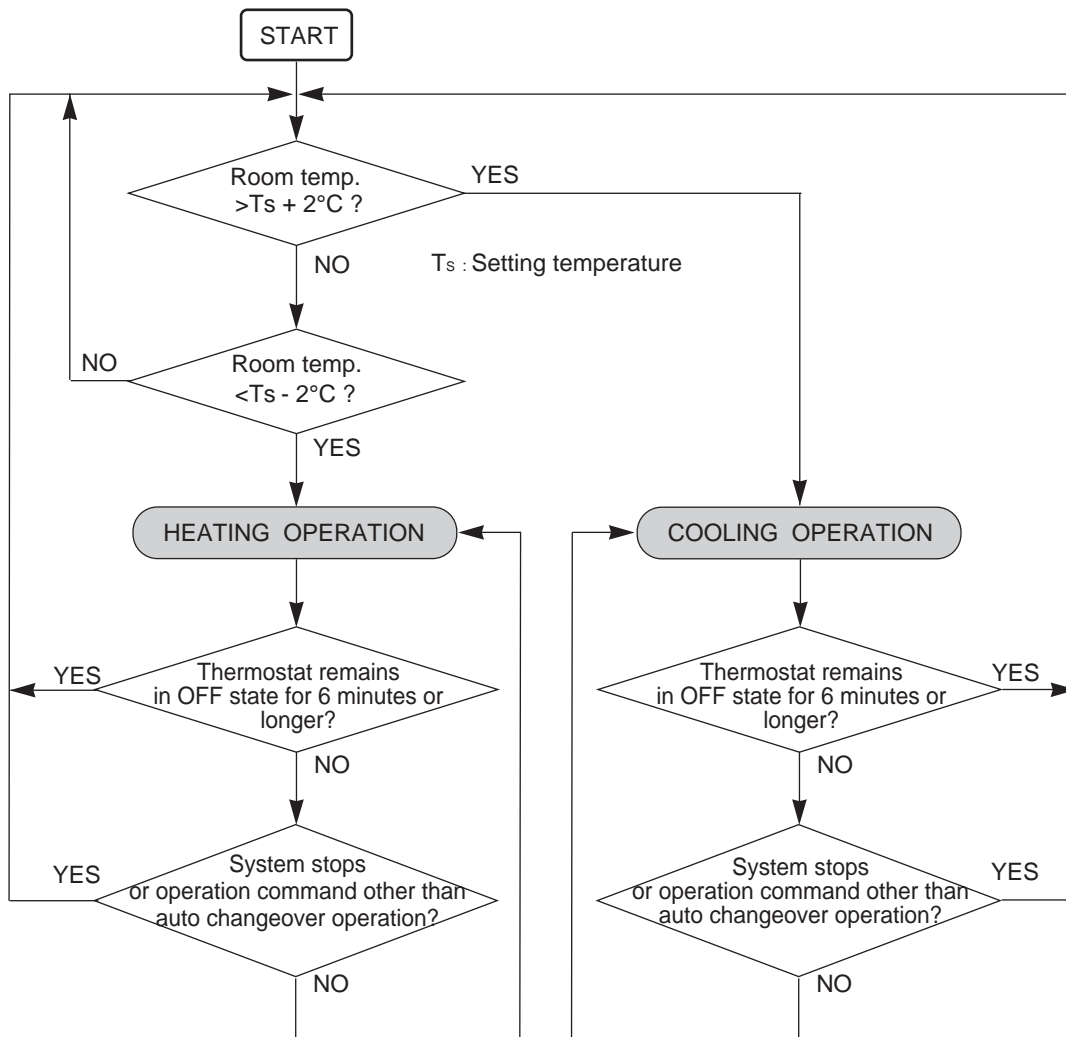 START
Room temp.
>Ts + 2°C ?
YES
NO
Ts : Setting temperature
NO
Room temp.
<Ts - 2°C ?
YES
HEATING OPERATION
COOLING OPERATION
YES
Thermostat remains
in OFF state for 6 minutes or
longer?
NO
Thermostat remains
in OFF state for 6 minutes or
longer?
YES
NO
YES
System stops
or operation command other than
auto changeover operation?
NO
System stops
or operation command other than
auto changeover operation?
YES
NO